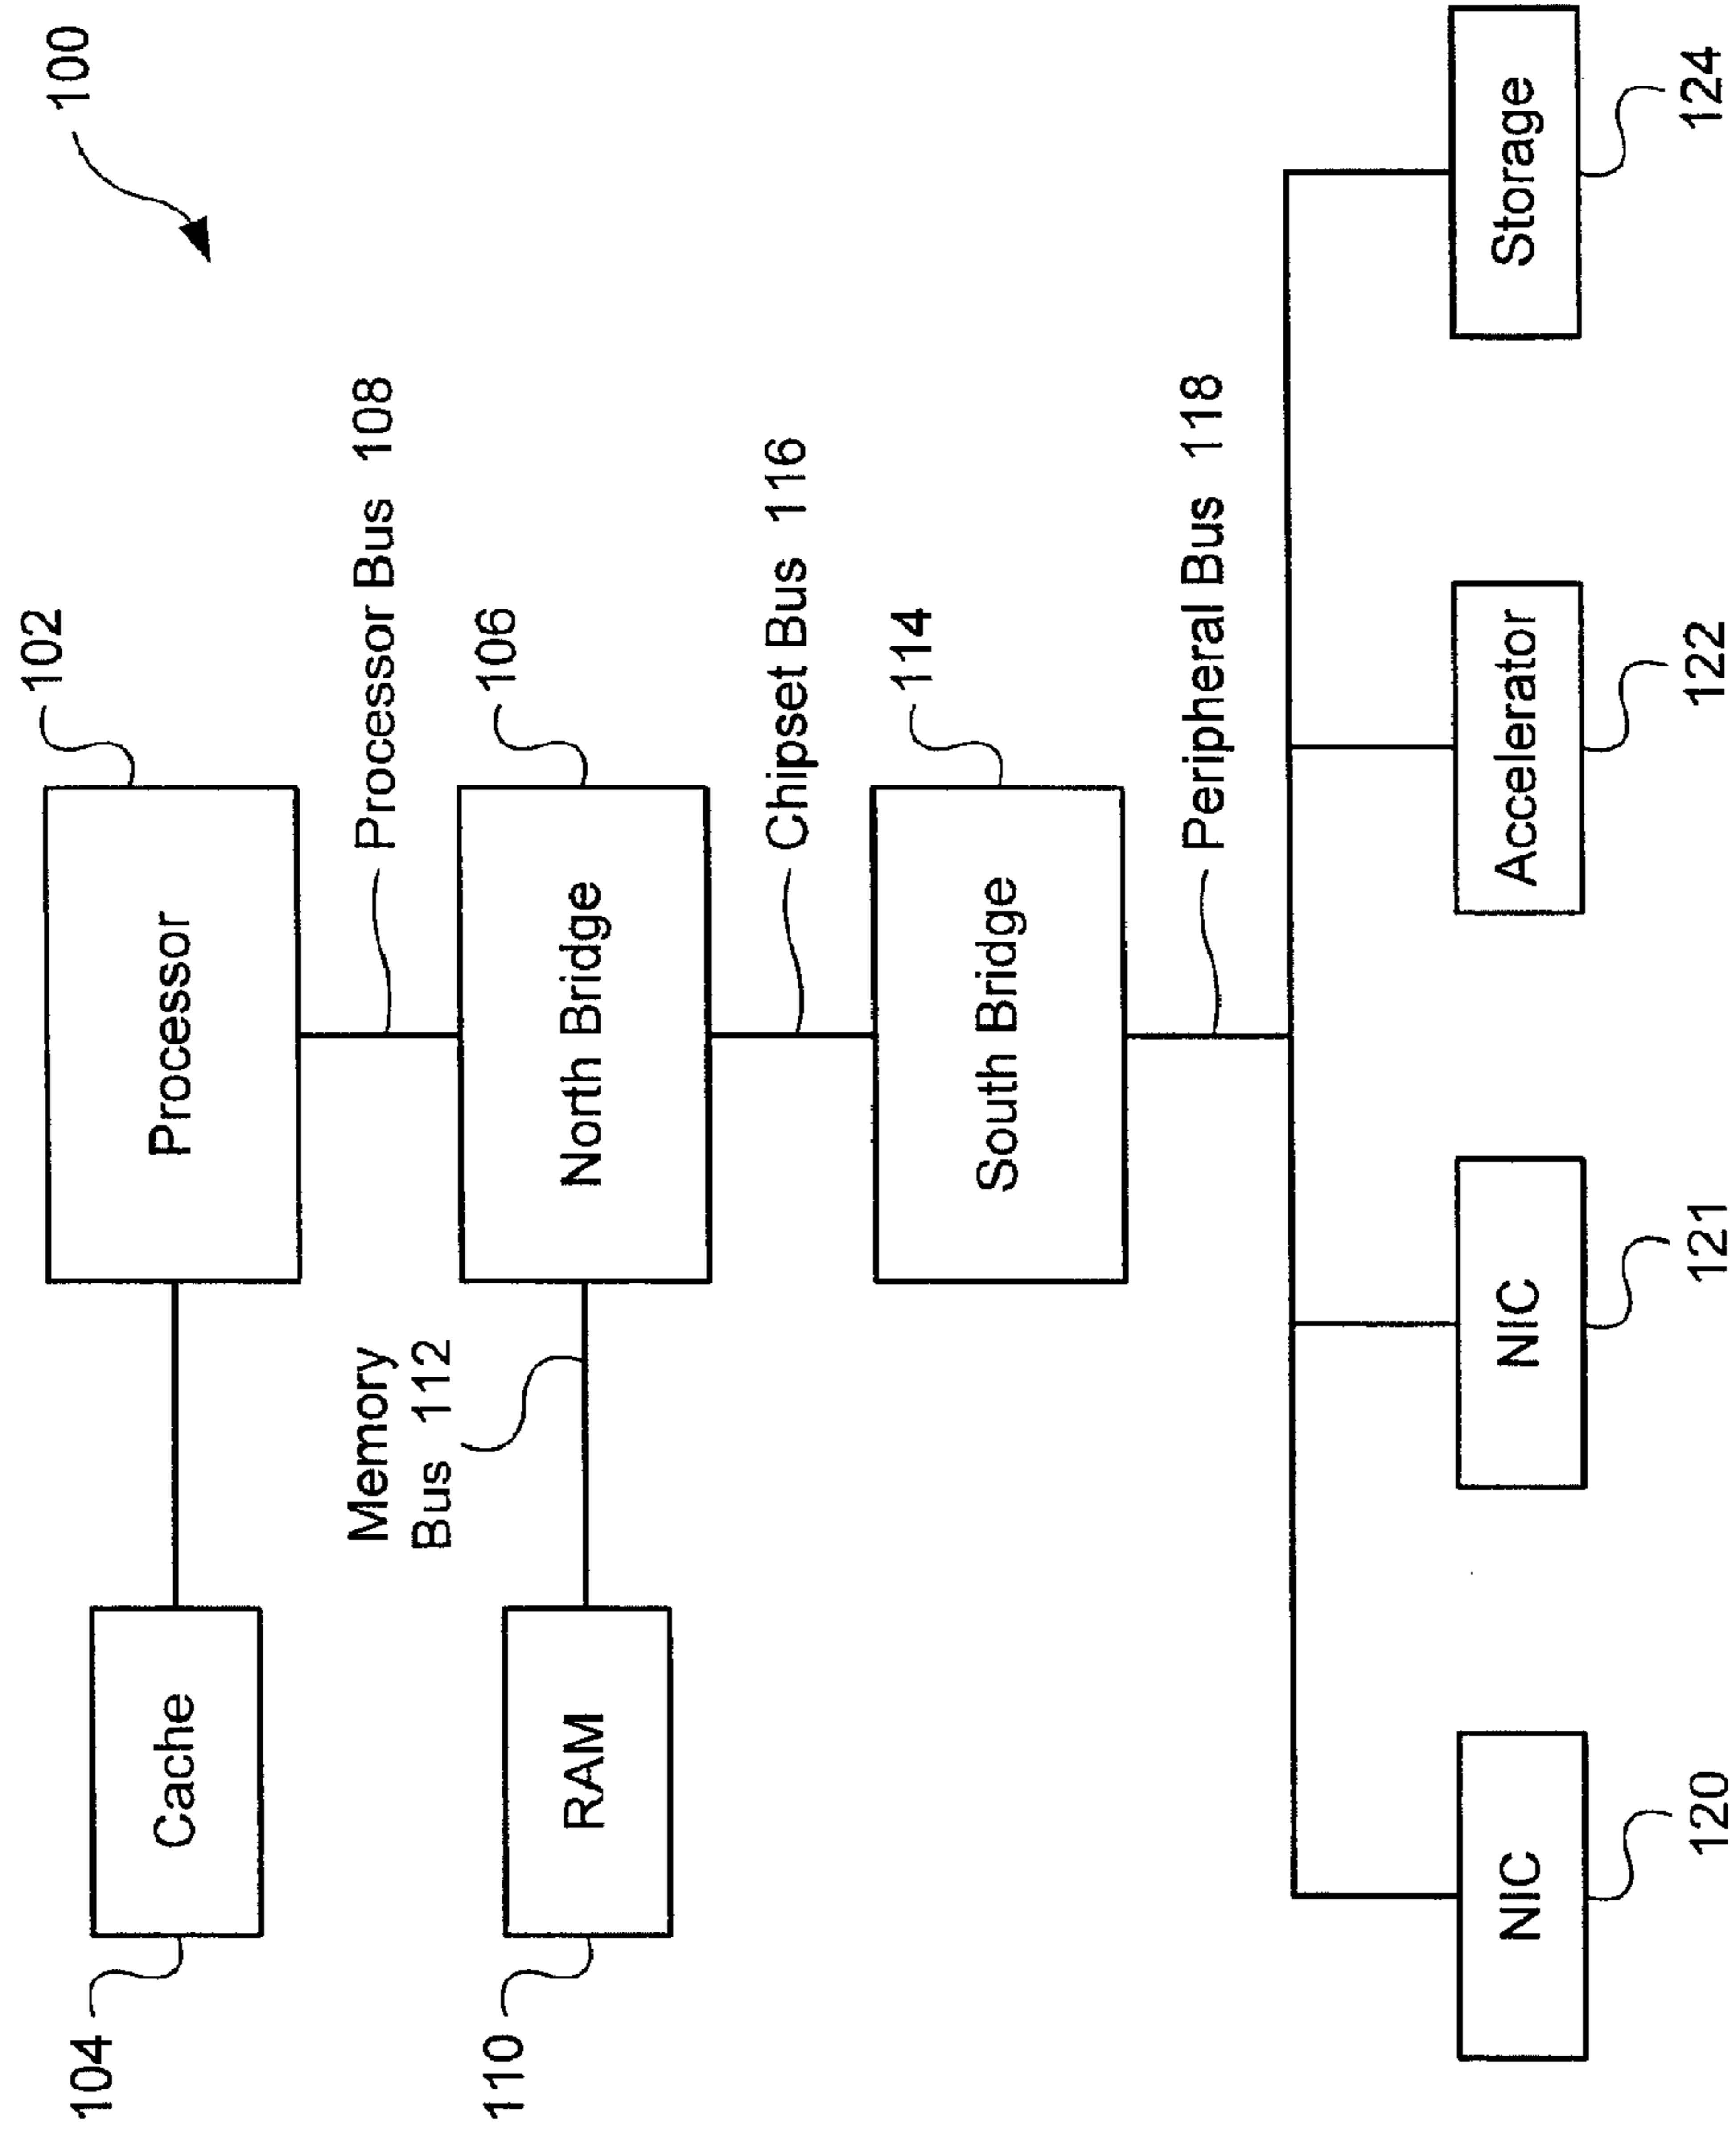 100
102
Processor
Cache
104
Processor Bus 108
106
North Bridge
Memory
Bus 112
RAM
110
Chipset Bus 116
114
South Bridge
Peripheral Bus 118
NIC
NIC
Accelerator
Storage
120
121
122
124